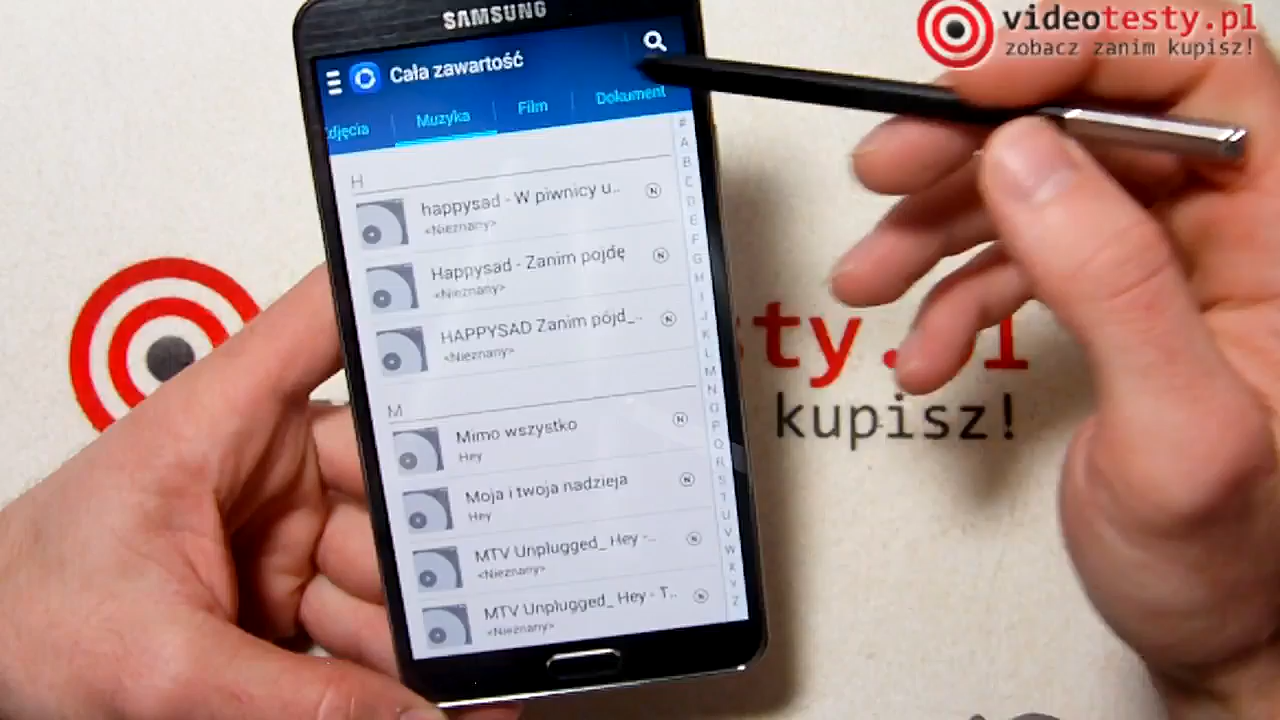 SAMSUNG
videotesty.pl
zobacz zanim kupisz!
Cała zawartość
djęcia
Muzyka
Film
Dokument
H
happysad - W piwnicy u..
<Nieznany>
Happysad - Zanim pojdę
<Nieznany>
HAPPYSAD Zanim pójd_..
<Nieznany>
M
Mimo wszystko
Hey
Moja i twoja nadzieja
Hey
MTV Unplugged_ Hey -..
<Nieznany>
MTV Unplugged_ Hey - T..
<Nieznany>
#
A
B
C
D
E
F
G
H
I
J
K
L
M
N
O
P
Q
R
S
T
U
V
W
X
Y
Z
sty.pl
kupisz!